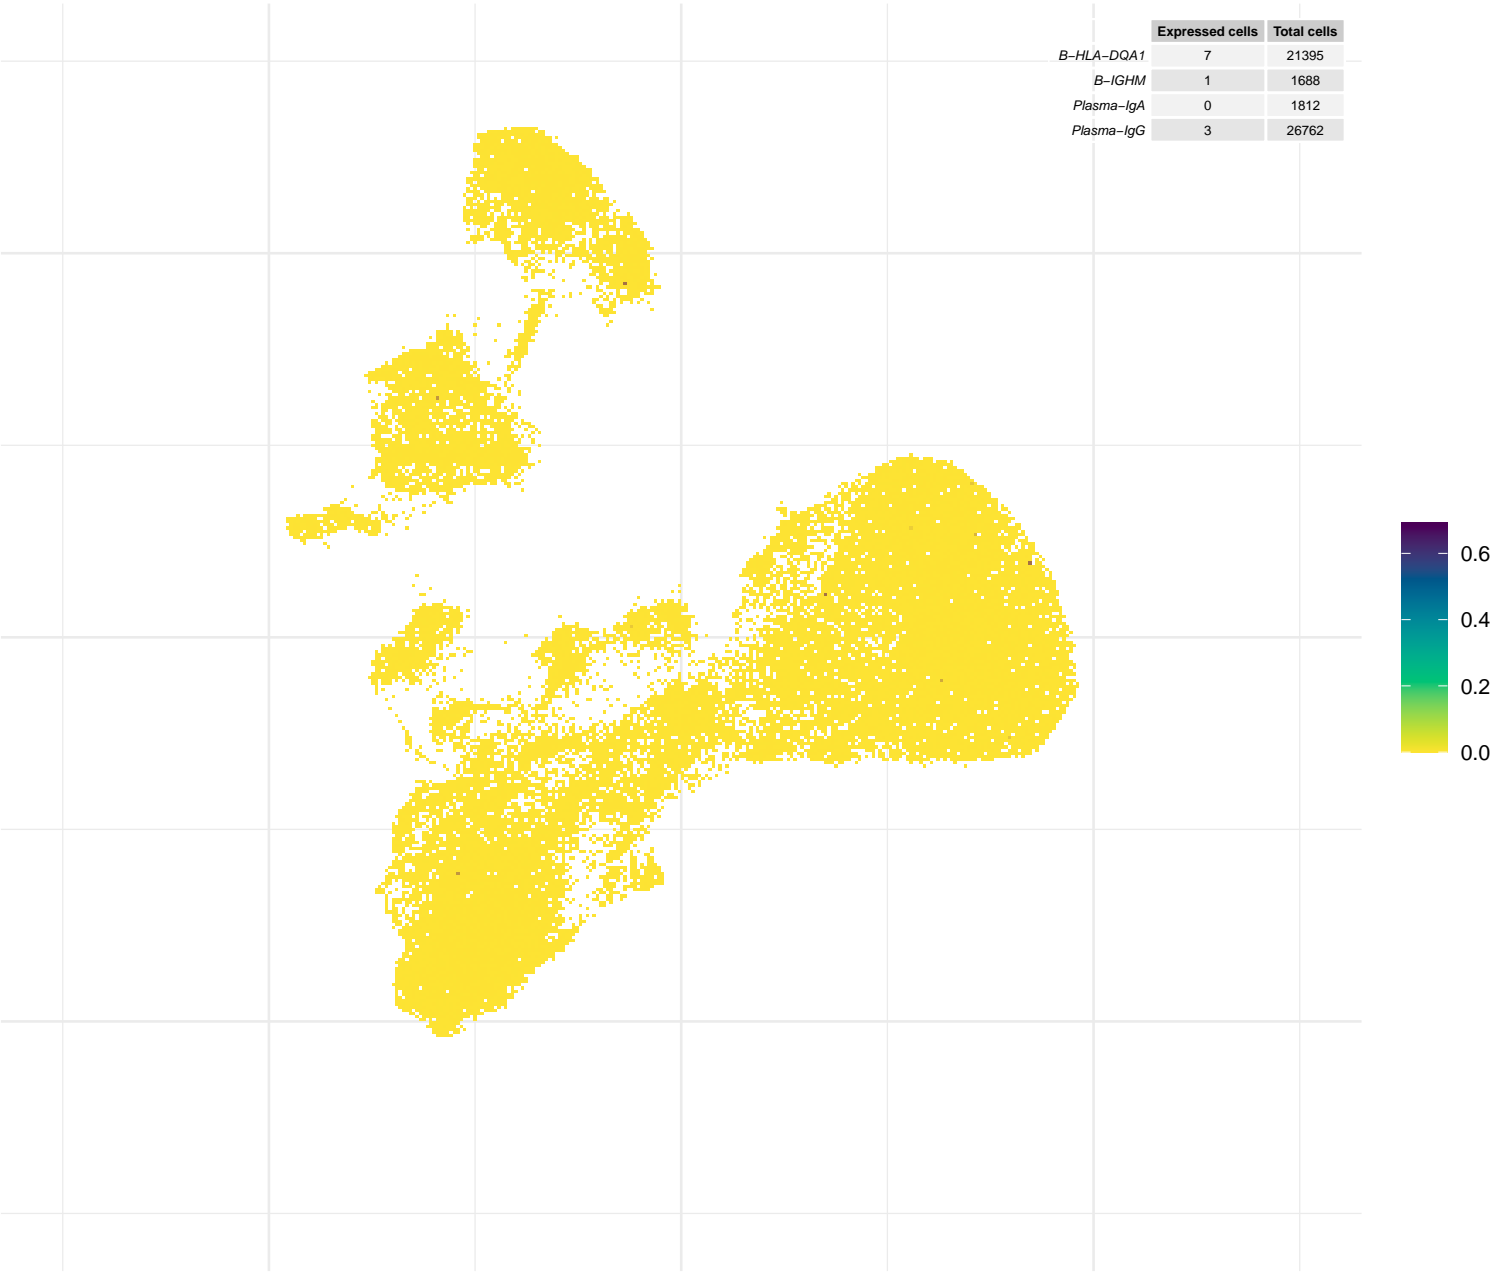 Expressed cells Total cells
B−HLA−DQA1 7 21395
B−IGHM 1 1688
Plasma−IgA 0 1812
Plasma−IgG 3 26762
0.6
0.4
0.2
0.0